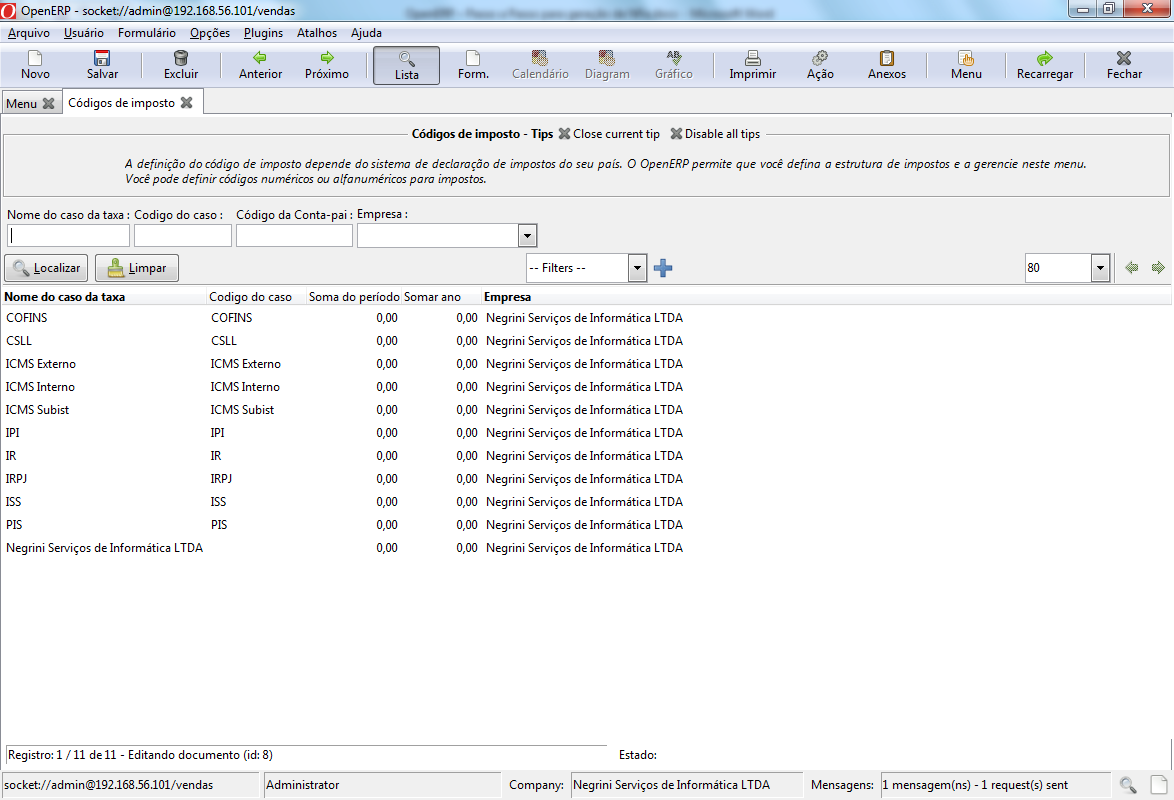 OpenERP - socket://admin@192.168.56.101/vendas
Arquivo Usuário Formulário Opções Plugins Atalhos Ajuda
Novo Salvar Excluir Anterior Próximo Lista Form. Calendário Diagram Gráfico Imprimir Ação Anexos Menu Recarregar Fechar
Menu Códigos de imposto
Códigos de imposto - Tips Close current tip Disable all tips
A definição do código de imposto depende do sistema de declaração de impostos do seu país. O OpenERP permite que você defina a estrutura de impostos e a gerencie neste menu.
Você pode definir códigos numéricos ou alfanuméricos para impostos.
Nome do caso da taxa : Codigo do caso : Código da Conta-pai : Empresa :
Localizar Limpar -- Filters -- 80
Nome do caso da taxa Codigo do caso Soma do período Somar ano Empresa
COFINS COFINS 0,00 0,00 Negrini Serviços de Informática LTDA
CSLL CSLL 0,00 0,00 Negrini Serviços de Informática LTDA
ICMS Externo ICMS Externo 0,00 0,00 Negrini Serviços de Informática LTDA
ICMS Interno ICMS Interno 0,00 0,00 Negrini Serviços de Informática LTDA
ICMS Subist ICMS Subist 0,00 0,00 Negrini Serviços de Informática LTDA
IPI IPI 0,00 0,00 Negrini Serviços de Informática LTDA
IR IR 0,00 0,00 Negrini Serviços de Informática LTDA
IRPJ IRPJ 0,00 0,00 Negrini Serviços de Informática LTDA
ISS ISS 0,00 0,00 Negrini Serviços de Informática LTDA
PIS PIS 0,00 0,00 Negrini Serviços de Informática LTDA
Negrini Serviços de Informática LTDA 0,00 0,00 Negrini Serviços de Informática LTDA
Registro: 1 / 11 de 11 - Editando documento (id: 8) Estado:
socket://admin@192.168.56.101/vendas Administrator Company: Negrini Serviços de Informática LTDA Mensagens: 1 mensagem(ns) - 1 request(s) sent